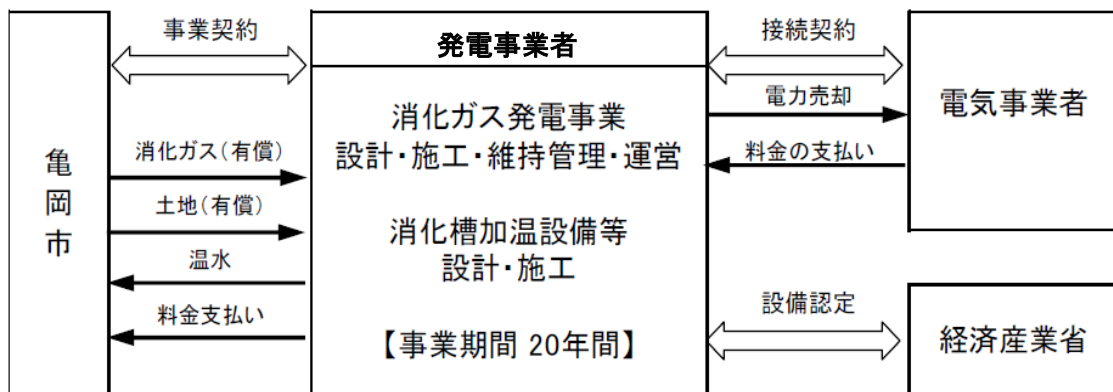 亀岡市
事業契約
消化ガス(有償)
土地(有償)
温水
料金支払い
発電事業者
消化ガス発電事業
設計・施工・維持管理・運営
消化槽加温設備等
設計・施工
【事業期間 20年間】
接続契約
電力売却
料金の支払い
設備認定
電気事業者
経済産業省